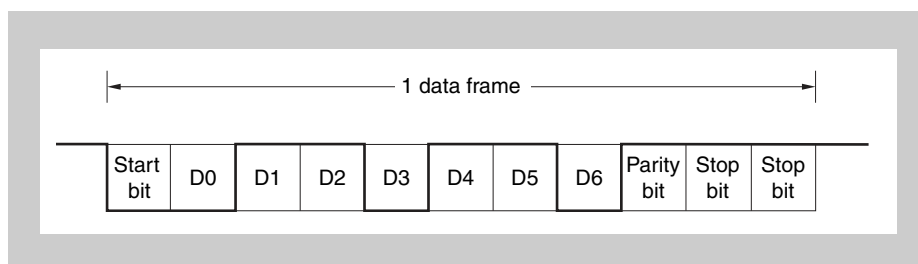 1 data frame
Start bit D0 D1 D2 D3 D4 D5 D6 Parity bit Stop bit Stop bit